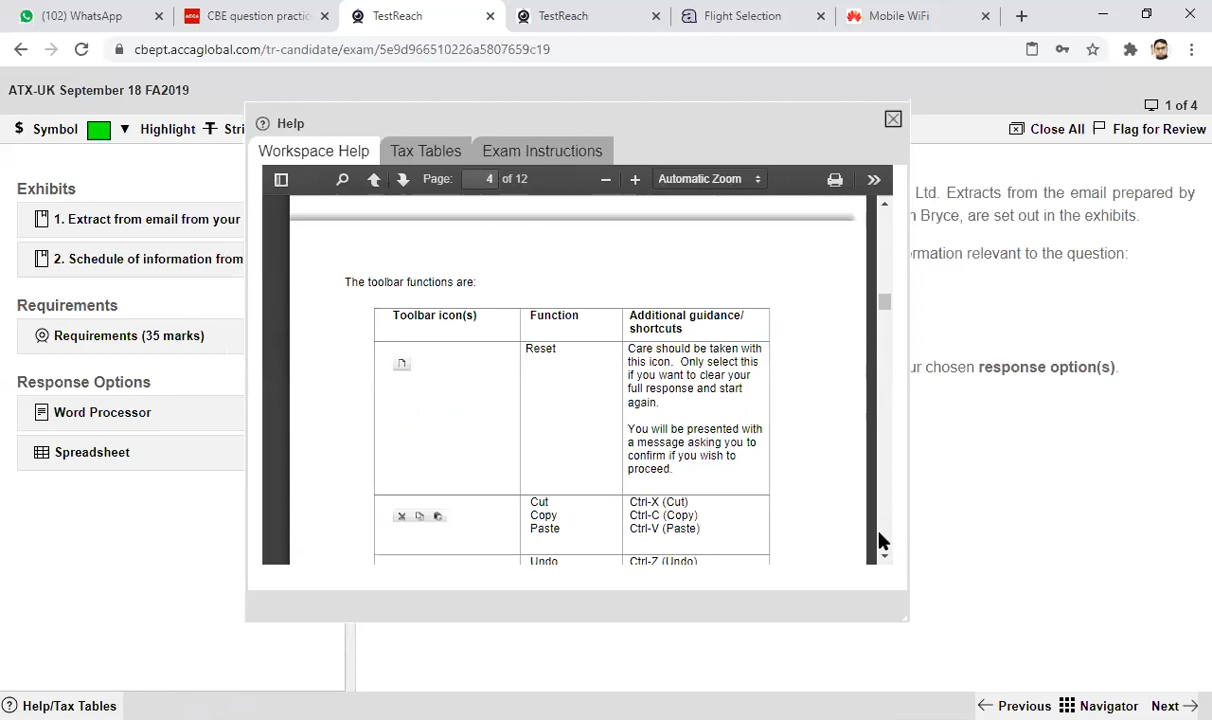 (102) WhatsApp
CBE question practic
TestReach
TestReach
Flight Selection
Mobile WiFi
cbept.accaglobal.com/tr-candidate/exam/5e9d966510226a5807659c19
ATX-UK September 18 FA2019
1 of 4
$ Symbol
Highlight
Stri
Close All
Flag for Review
Help
Workspace Help
Tax Tables
Exam Instructions
Page: 4 of 12
Automatic Zoom
Exhibits
1. Extract from email from your
2. Schedule of information from
Requirements
Requirements (35 marks)
Response Options
Word Processor
Spreadsheet
Ltd. Extracts from the email prepared by
n Bryce, are set out in the exhibits.
ormation relevant to the question:
ur chosen response option(s).
The toolbar functions are:
Toolbar icon(s)
Function
Additional guidance/
shortcuts
Reset
Care should be taken with
this icon. Only select this
if you want to clear your
full response and start
again.
You will be presented with
a message asking you to
confirm if you wish to
proceed.
Cut
Copy
Paste
Ctrl-X (Cut)
Ctrl-C (Copy)
Ctrl-V (Paste)
Undo
Ctrl-Z (Undo)
Help/Tax Tables
Previous
Navigator
Next